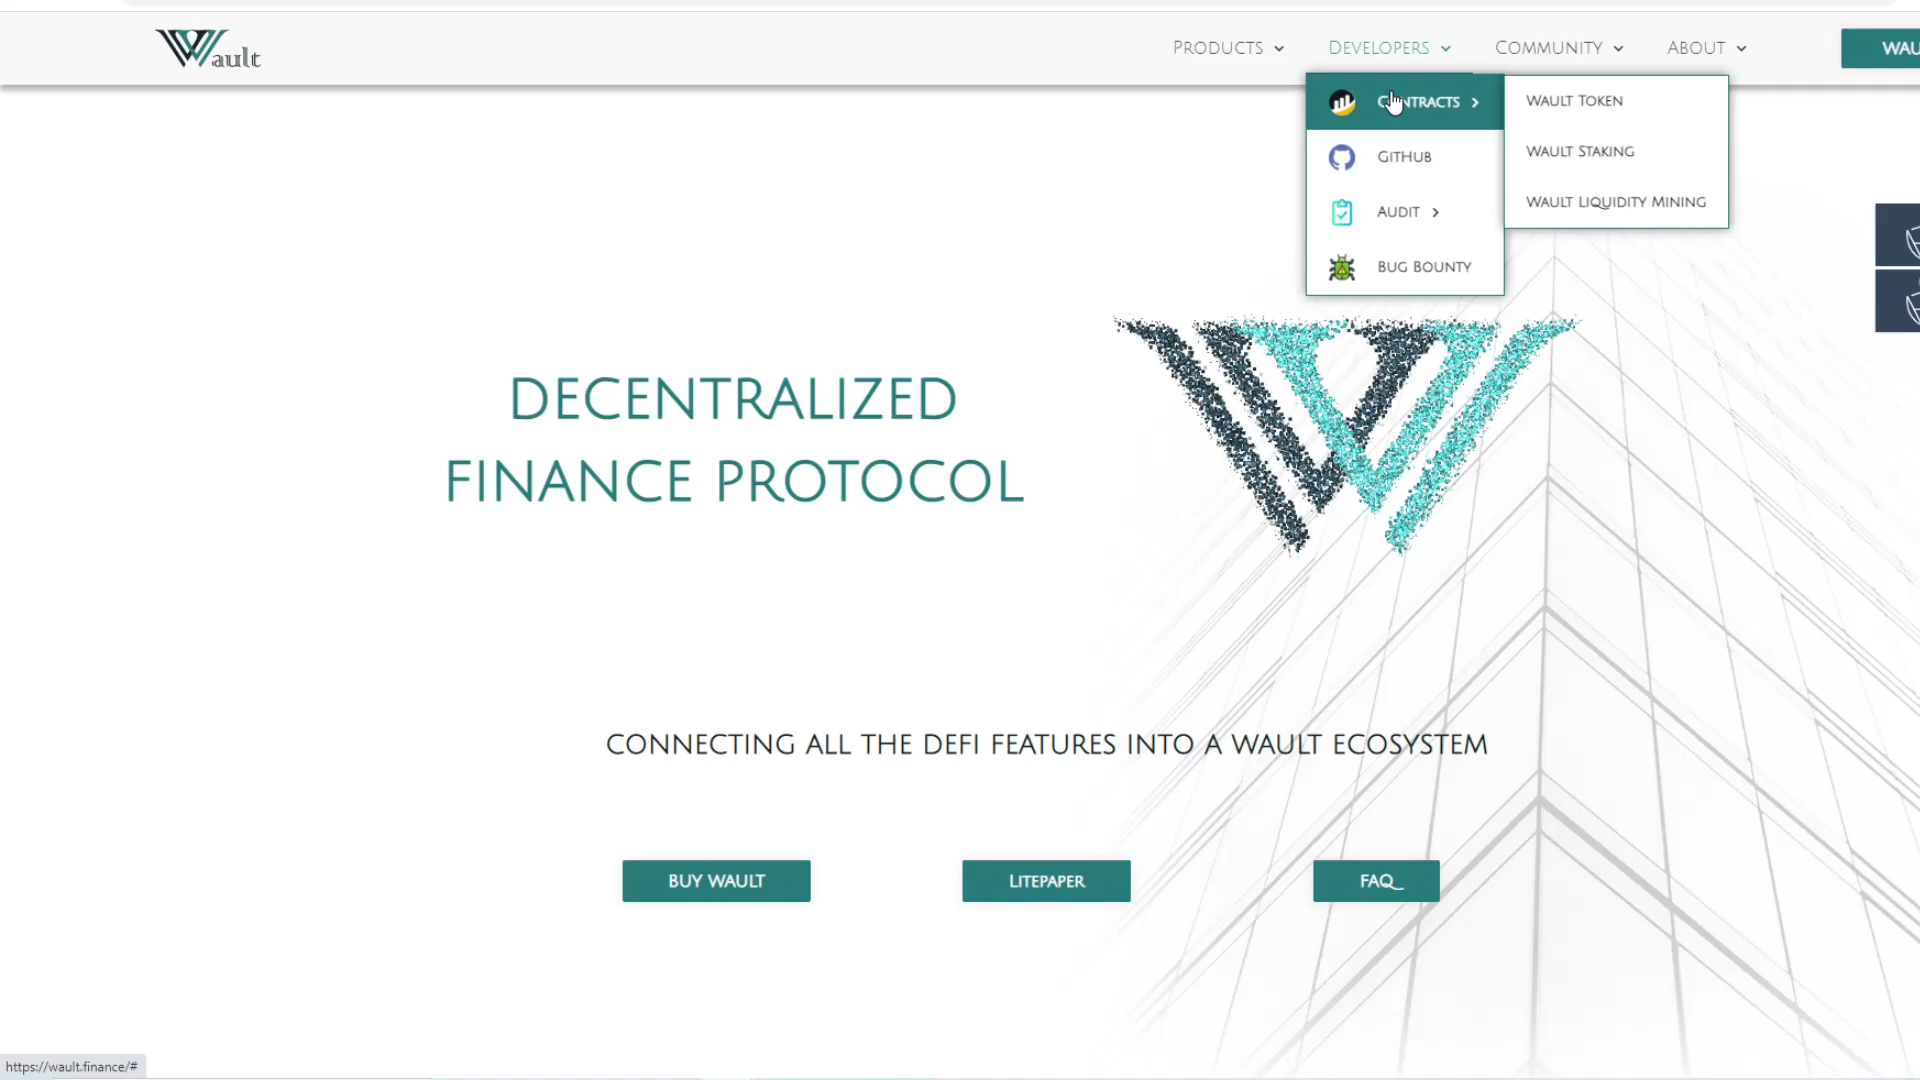 Wault
PRODUCTS
DEVELOPERS
COMMUNITY
ABOUT
CONTRACTS
WAULT TOKEN
GITHUB
WAULT STAKING
AUDIT
WAULT LIQUIDITY MINING
BUG BOUNTY
DECENTRALIZED
FINANCE PROTOCOL
CONNECTING ALL THE DEFI FEATURES INTO A WAULT ECOSYSTEM
BUY WAULT
LITEPAPER
FAQ
https://wault.finance/#